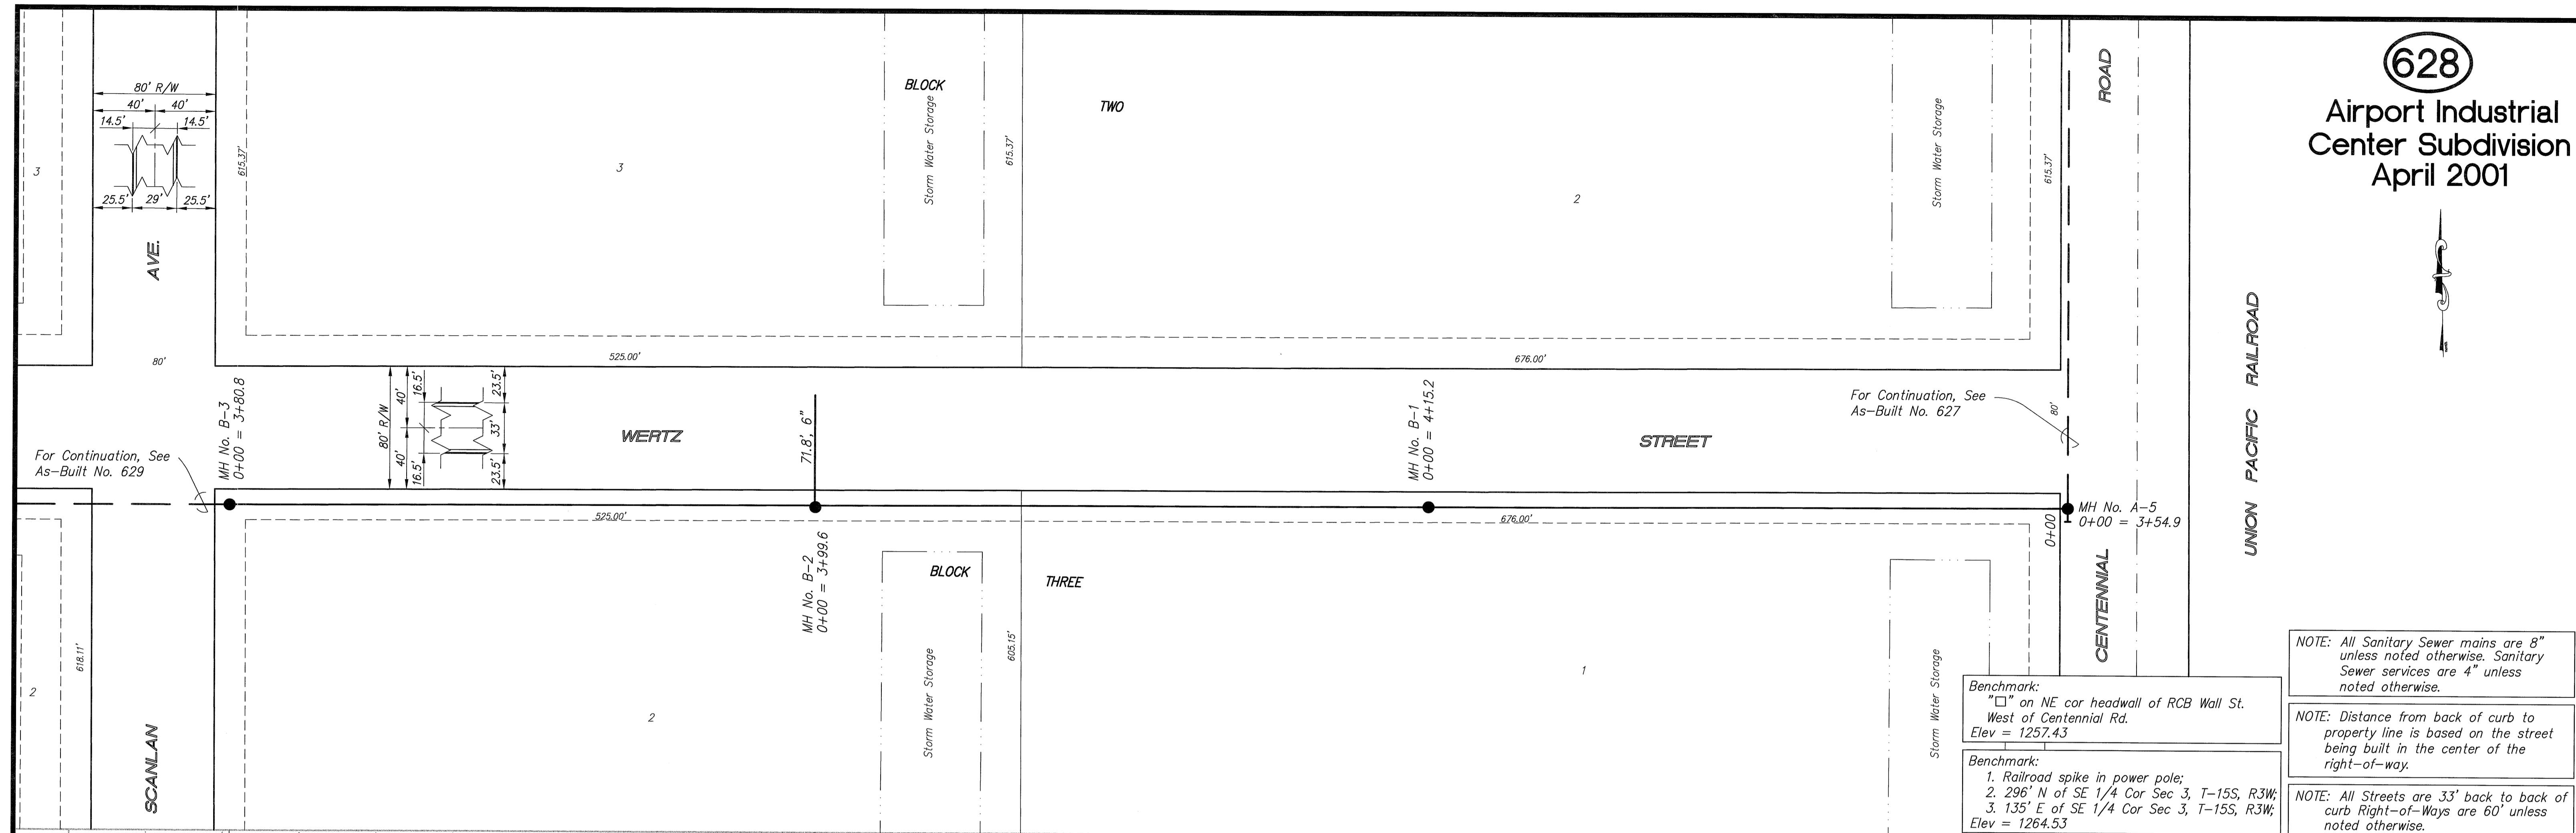 628
Airport Industrial
Center Subdivision
April 2001
80' R/W
40' 40'
14.5' 14.5'
25.5' 29' 25.5'
3
AVE.
615.37'
3
BLOCK
Storm Water Storage
615.37'
TWO
2
Storm Water Storage
615.37'
ROAD
UNION PACIFIC RAILROAD
80'
525.00'
676.00'
MH No. B-3
0+00 = 3+80.8
80' R/W
40'
40'
16.5'
16.5'
23.5'
33'
23.5'
WERTZ
71.8', 6"
MH No. B-1
0+00 = 4+15.2
STREET
For Continuation, See
As-Built No. 627
80'
For Continuation, See
As-Built No. 629
525.00'
676.00'
MH No. A-5
0+00 = 3+54.9
0+00
MH No. B-2
0+00 = 3+99.6
BLOCK
THREE
CENTENNIAL
618.11'
605.15'
2
SCANLAN
2
Storm Water Storage
1
Storm Water Storage
Benchmark:
"□" on NE cor headwall of RCB Wall St.
West of Centennial Rd.
Elev = 1257.43
Benchmark:
1. Railroad spike in power pole;
2. 296' N of SE 1/4 Cor Sec 3, T-15S, R3W;
3. 135' E of SE 1/4 Cor Sec 3, T-15S, R3W;
Elev = 1264.53
NOTE: All Sanitary Sewer mains are 8"
unless noted otherwise. Sanitary
Sewer services are 4" unless
noted otherwise.
NOTE: Distance from back of curb to
property line is based on the street
being built in the center of the
right-of-way.
NOTE: All Streets are 33' back to back of
curb Right-of-Ways are 60' unless
noted otherwise.